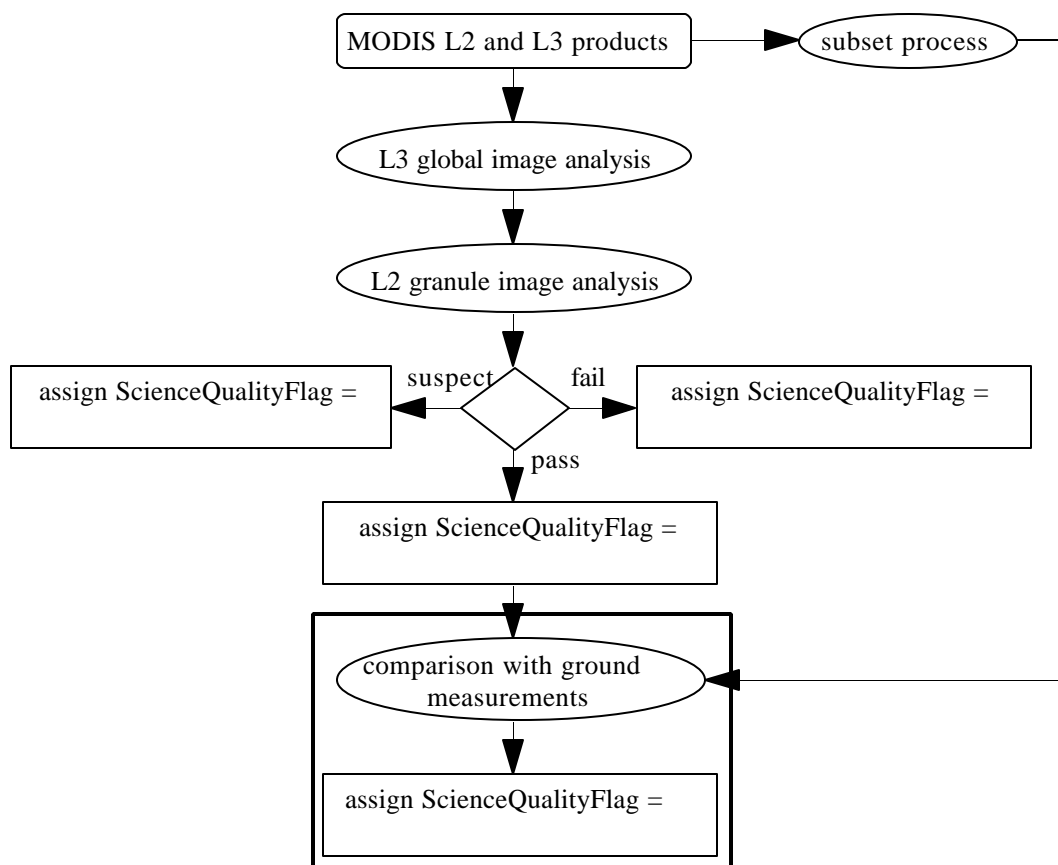 MODIS L2 and L3 products
subset process
L3 global image analysis
L2 granule image analysis
suspect
fail
assign ScienceQualityFlag =
assign ScienceQualityFlag =
pass
assign ScienceQualityFlag =
comparison with ground
measurements
assign ScienceQualityFlag =